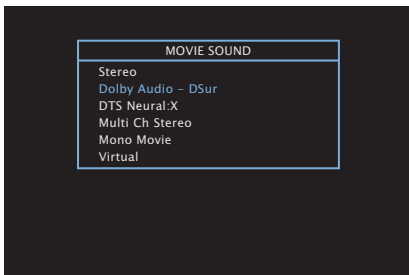 MOVIE SOUND
Stereo
Dolby Audio – DSur
DTS Neural:X
Multi Ch Stereo
Mono Movie
Virtual